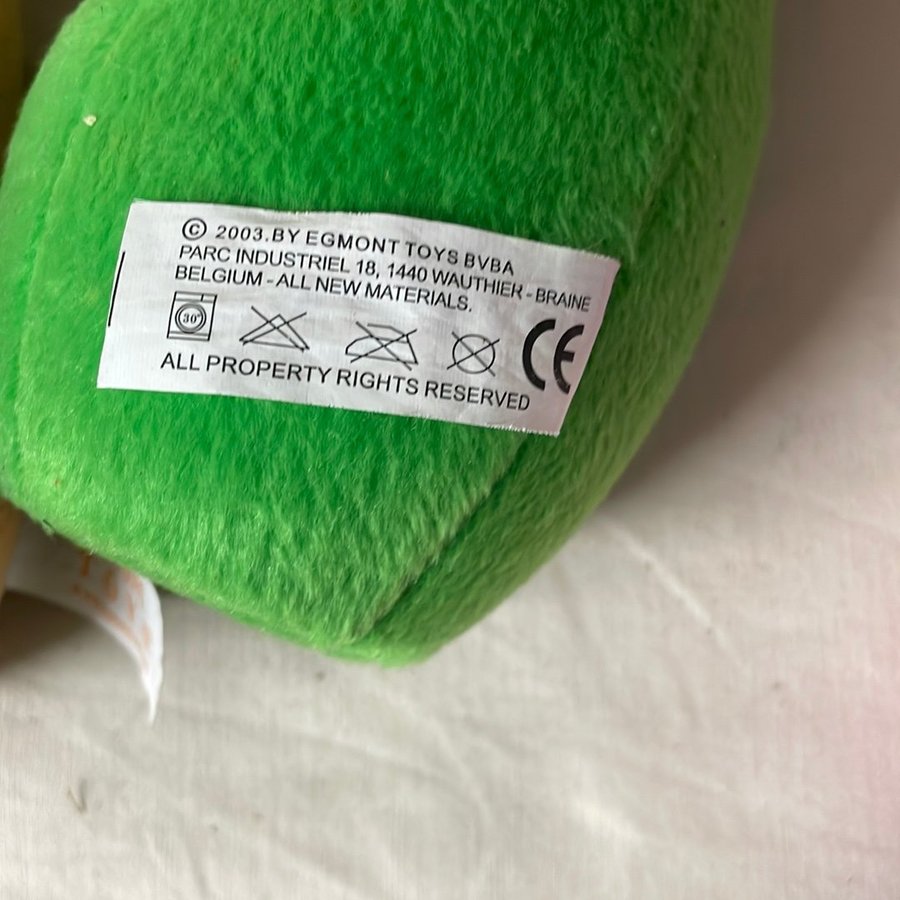 © 2003.BY EGMONT TOYS BVBA
PARC INDUSTRIEL 18, 1440 WAUTHIER - BRAINE
BELGIUM - ALL NEW MATERIALS.
30°
CE
ALL PROPERTY RIGHTS RESERVED